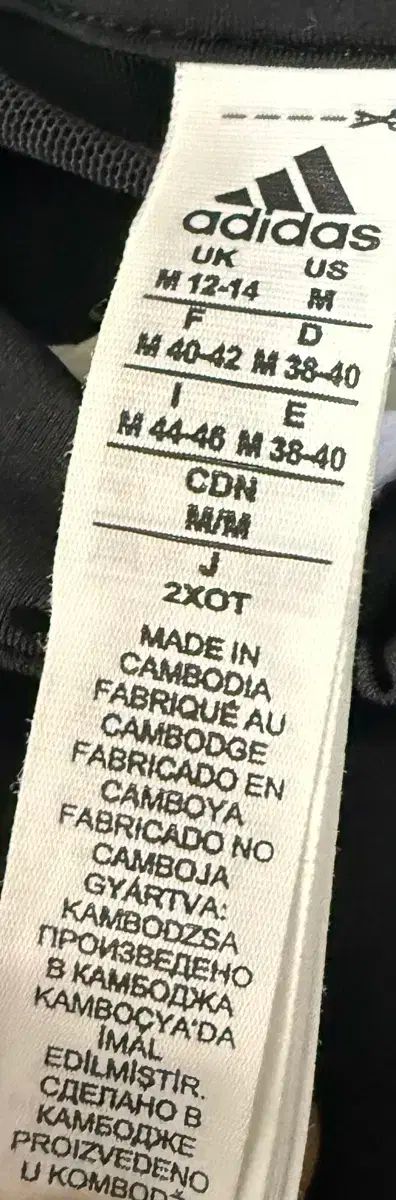 adidas
UK US
M 12-14 M
F D
M 40-42 M 38-40
I E
M 44-46 M 38-40
CDN
M/M
J
2XOT
MADE IN
CAMBODIA
FABRIQUÉ AU
CAMBODGE
FABRICADO EN
CAMBOYA
FABRICADO NO
CAMBOJA
GYÁRTVA:
KAMBODZSA
ПРОИЗВЕДЕНО
В КАМБОДЖА
KAMBOÇYA'DA
İMAL
EDİLMİŞTİR.
СДЕЛАНО В
КАМБОДЖЕ
PROIZVEDENO
U